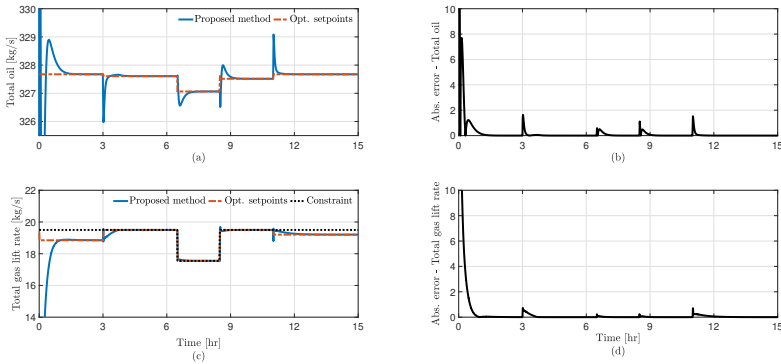 Total oil [kg/s]
330
329
328
327
326
Proposed method
Opt. setpoints
0 3 6 9 12 15
(a)
Abs. error - Total oil
10
8
6
4
2
0
0 3 6 9 12 15
(b)
Total gas lift rate [kg/s]
22
20
18
16
14
Proposed method
Opt. setpoints
Constraint
0 3 6 9 12 15
Time [hr]
(c)
Abs. error - Total gas lift rate
10
8
6
4
2
0
0 3 6 9 12 15
Time [hr]
(d)